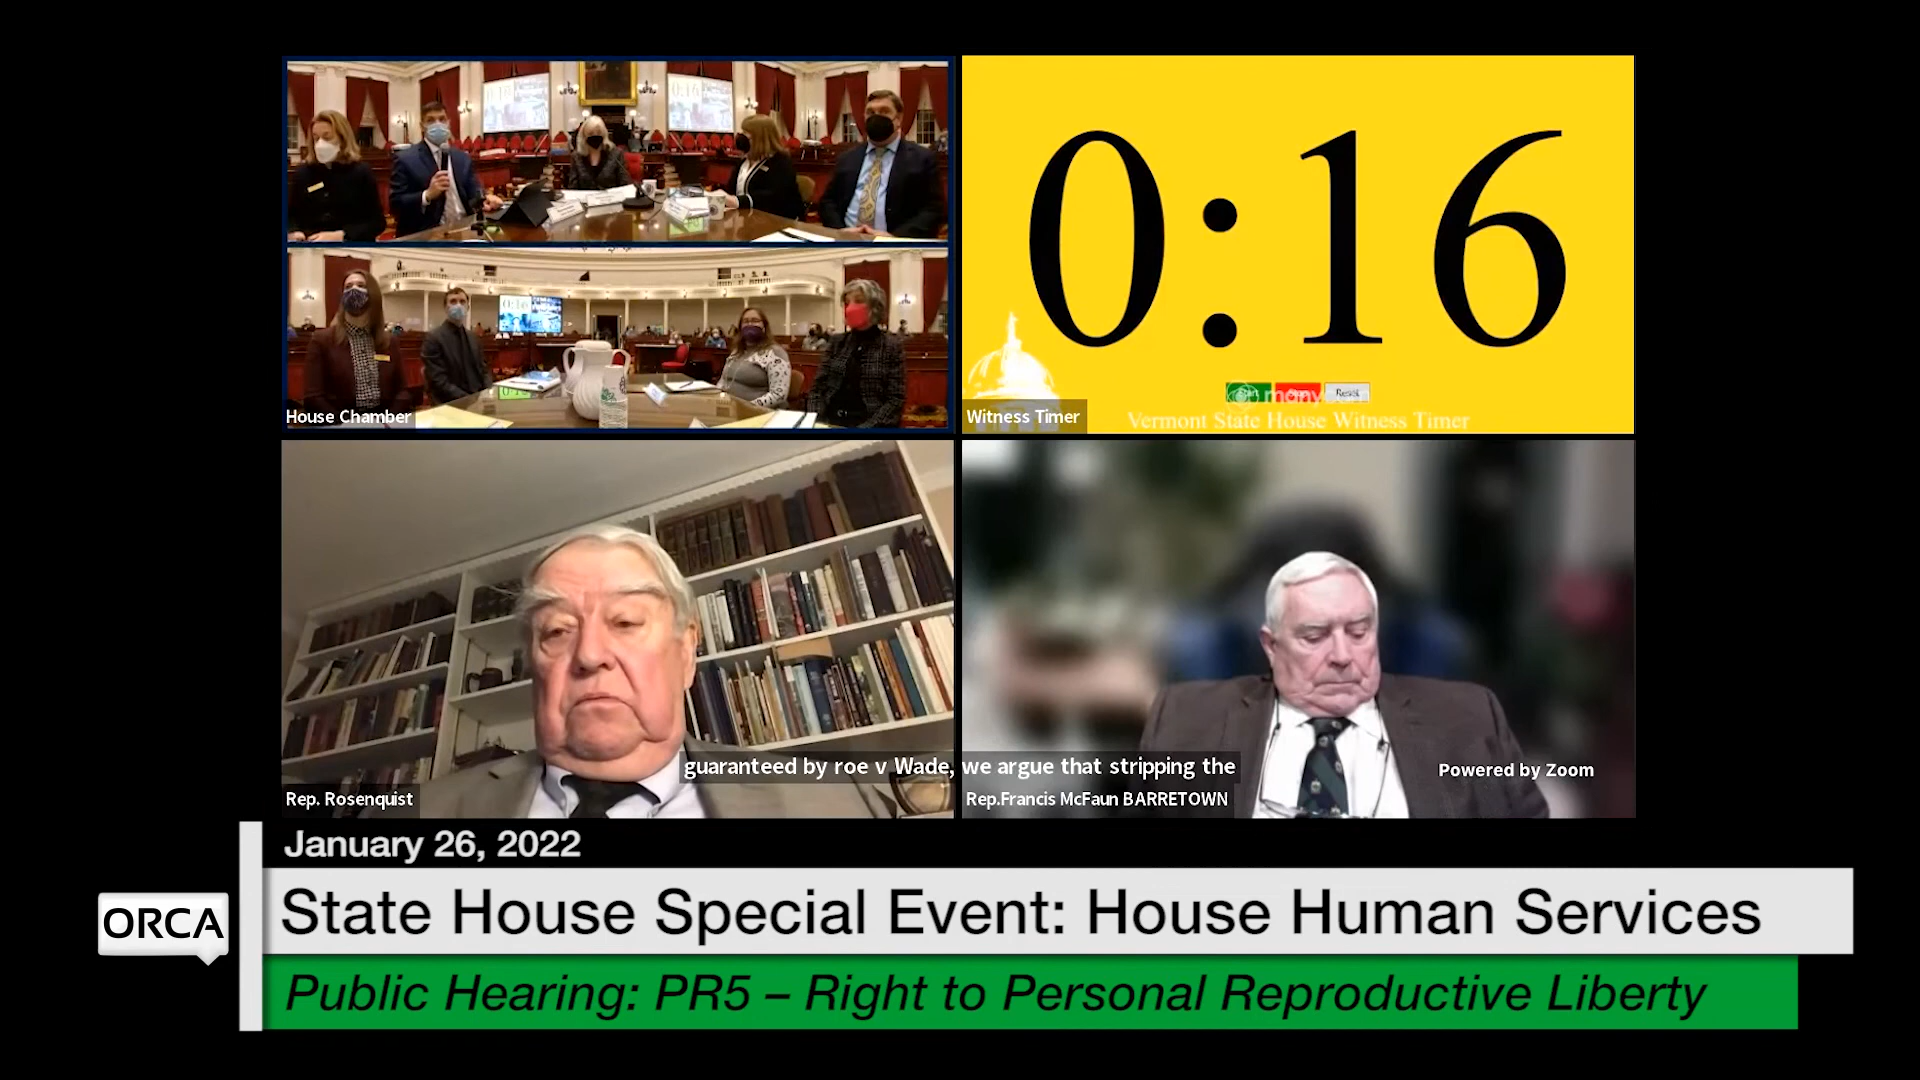 0:16
House Chamber
Witness Timer
Reset
Vermont State House Witness Timer
guaranteed by roe v Wade, we argue that stripping the
Powered by Zoom
Rep. Rosenquist
Rep.Francis McFaun BARRETOWN
January 26, 2022
ORCA
State House Special Event: House Human Services
Public Hearing: PR5 – Right to Personal Reproductive Liberty